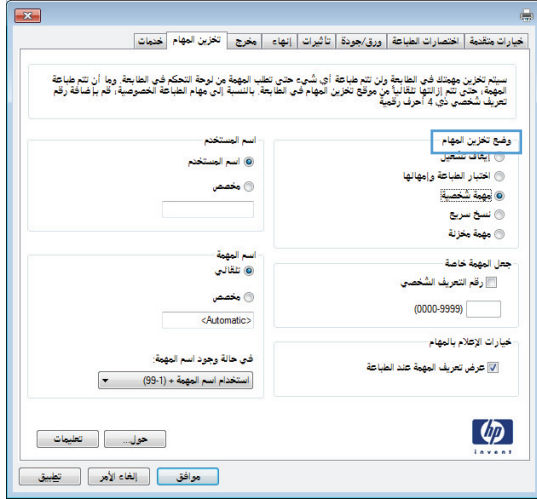 خيارات متقدمة
اختصارات الطباعة
ورق/جودة
تأثيرات
إنهاء
مخرج
تخزين المهام
خدمات
سيتم تخزين مهمتك في الطابعة ولن تتم طباعة أي شيء حتى تطلب المهمة من لوحة التحكم في الطابعة. وما أن تتم طباعة
المهمة، حتى تتم إزالتها تلقائياً من موقع تخزين المهام في الطابعة. بالنسبة إلى مهام الطباعة الخصوصية، قم بإضافة رقم
تعريف شخصي ذي 4 أحرف رقمية
وضع تخزين المهام
إيقاف تشغيل
اختبار الطباعة وإمهالها
مهمة شخصية
نسخ سريع
مهمة مخزنة
جعل المهمة خاصة
رقم التعريف الشخصي
(0000-9999)
خيارات الإعلام بالمهام
عرض تعريف المهمة عند الطباعة
اسم المستخدم
اسم المستخدم
مخصص
اسم المهمة
تلقائي
مخصص
<Automatic>
في حالة وجود اسم المهمة:
استخدام اسم المهمة + (1-99)
hp
invent
حول...
تعليمات
موافق
إلغاء الأمر
تطبيق